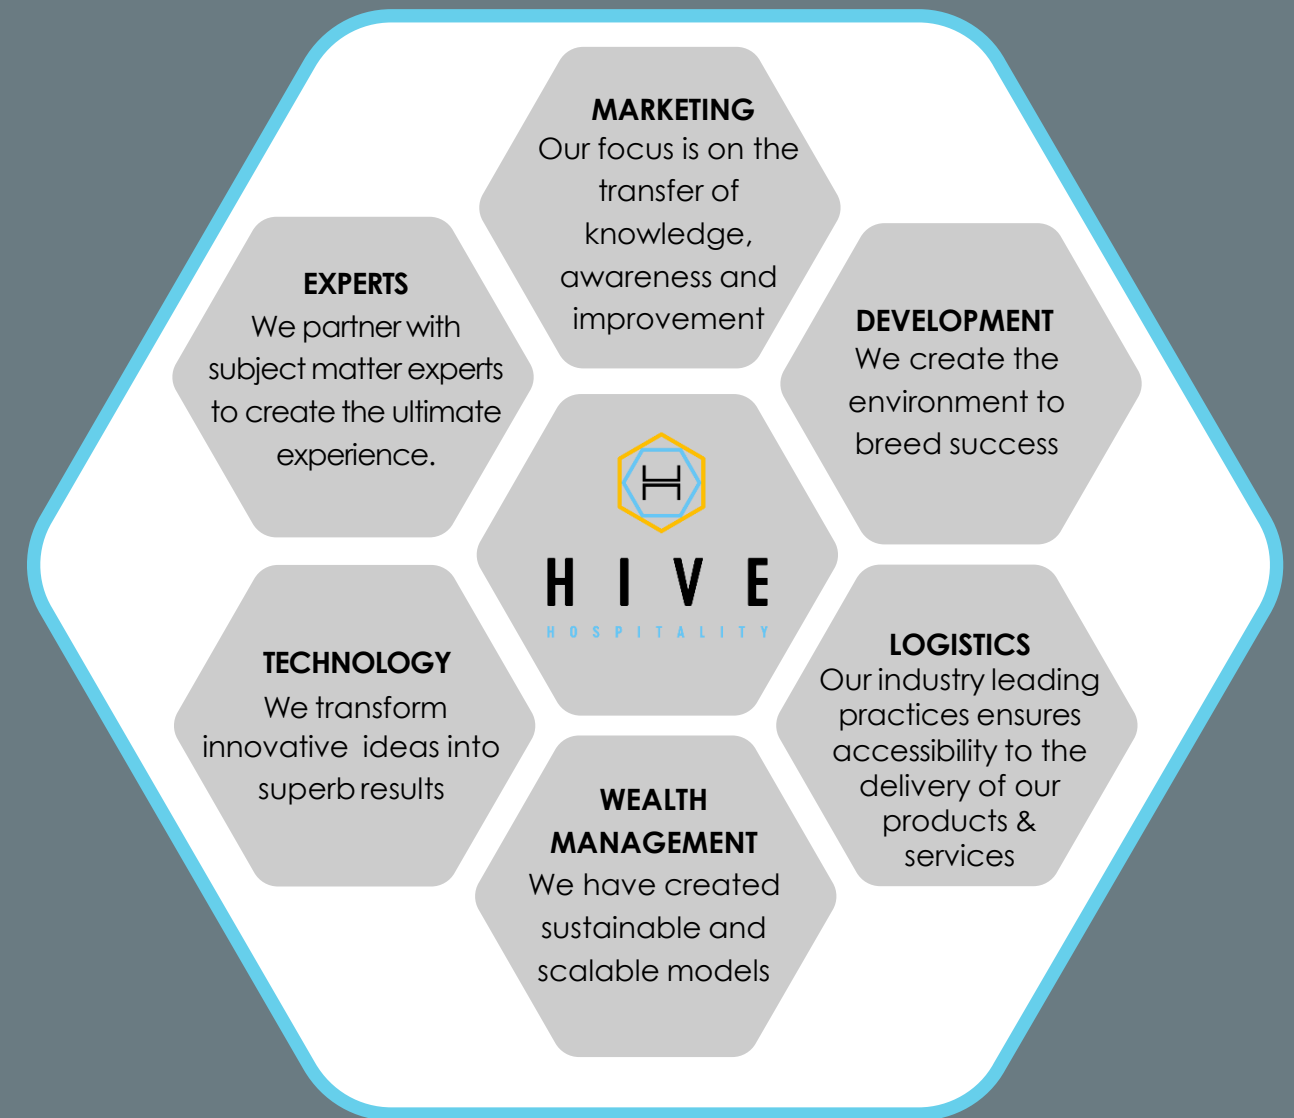 MARKETING
Our focus is on the
transfer of
knowledge,
awareness and
improvement
EXPERTS
We partner with
subject matter experts
to create the ultimate
experience.
DEVELOPMENT
We create the
environment to
breed success
H
HIVE
HOSPITALITY
TECHNOLOGY
We transform
innovative ideas into
superb results
LOGISTICS
Our industry leading
practices ensures
accessibility to the
delivery of our
products &
services
WEALTH
MANAGEMENT
We have created
sustainable and
scalable models